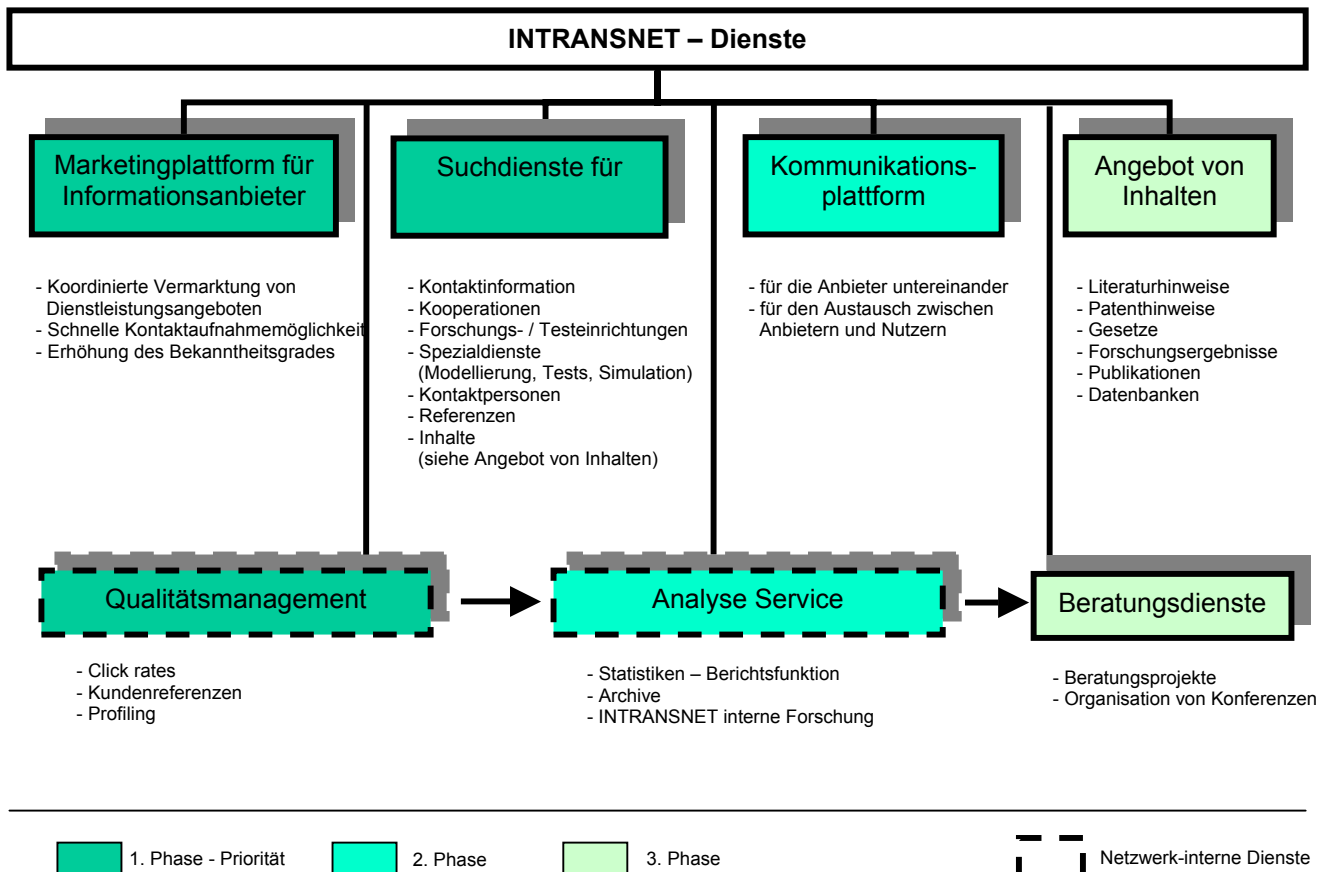 INTRANSNET – Dienste
Marketingplattform für
Informationsanbieter
- Koordinierte Vermarktung von
Dienstleistungsangeboten
- Schnelle Kontaktaufnahmemöglichkeit
- Erhöhung des Bekanntheitsgrades
Suchdienste für
- Kontaktinformation
- Kooperationen
- Forschungs- / Testeinrichtungen
- Spezialdienste
(Modellierung, Tests, Simulation)
- Kontaktpersonen
- Referenzen
- Inhalte
(siehe Angebot von Inhalten)
Kommunikations-
plattform
- für die Anbieter untereinander
- für den Austausch zwischen
Anbietern und Nutzern
Angebot von
Inhalten
- Literaturhinweise
- Patenthinweise
- Gesetze
- Forschungsergebnisse
- Publikationen
- Datenbanken
Qualitätsmanagement
- Click rates
- Kundenreferenzen
- Profiling
Analyse Service
- Statistiken – Berichtsfunktion
- Archive
- INTRANSNET interne Forschung
Beratungsdienste
- Beratungsprojekte
- Organisation von Konferenzen
1. Phase - Priorität
2. Phase
3. Phase
Netzwerk-interne Dienste